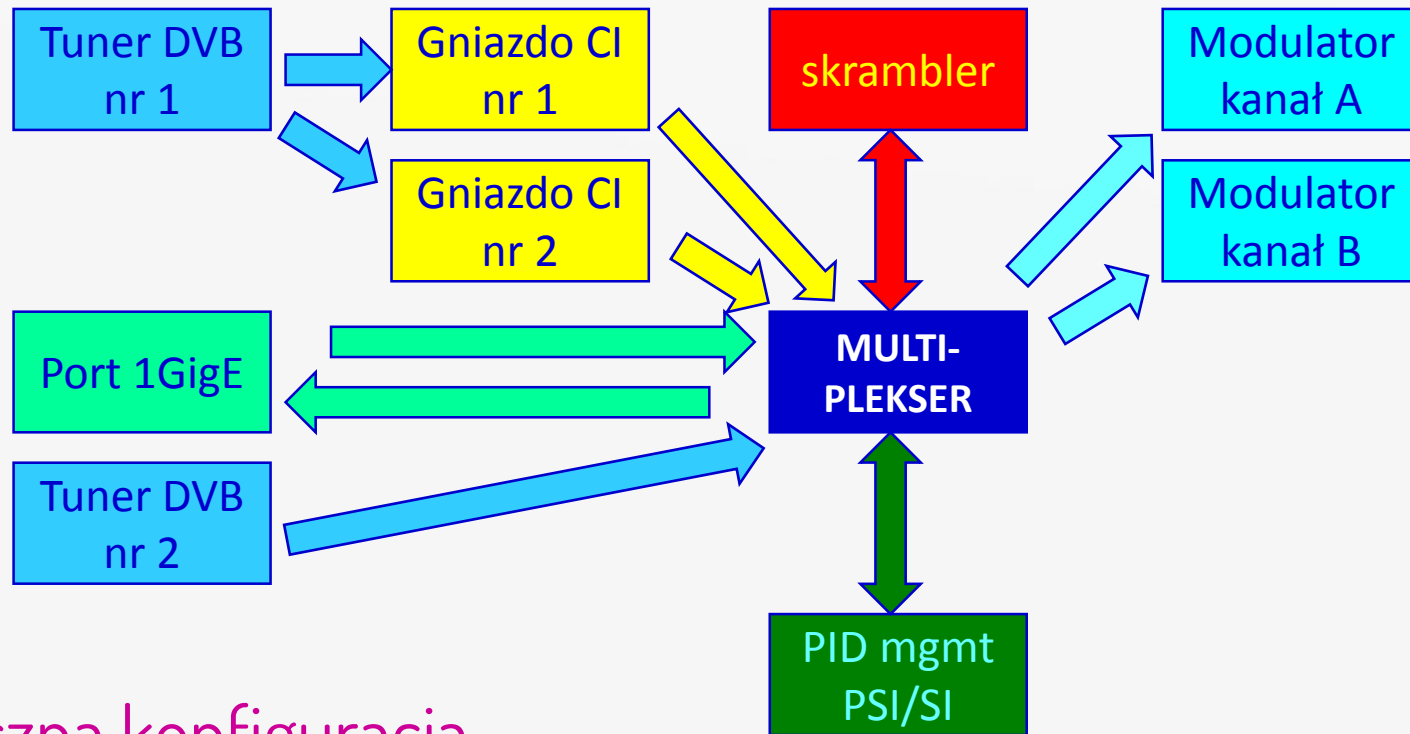 Tuner DVB
nr 1
Gniazdo CI
nr 1
skrambler
Modulator
kanał A
Gniazdo CI
nr 2
Modulator
kanał B
Port 1GigE
MULTI-
PLEKSER
Tuner DVB
nr 2
PID mgmt
PSI/SI
konfiguracja